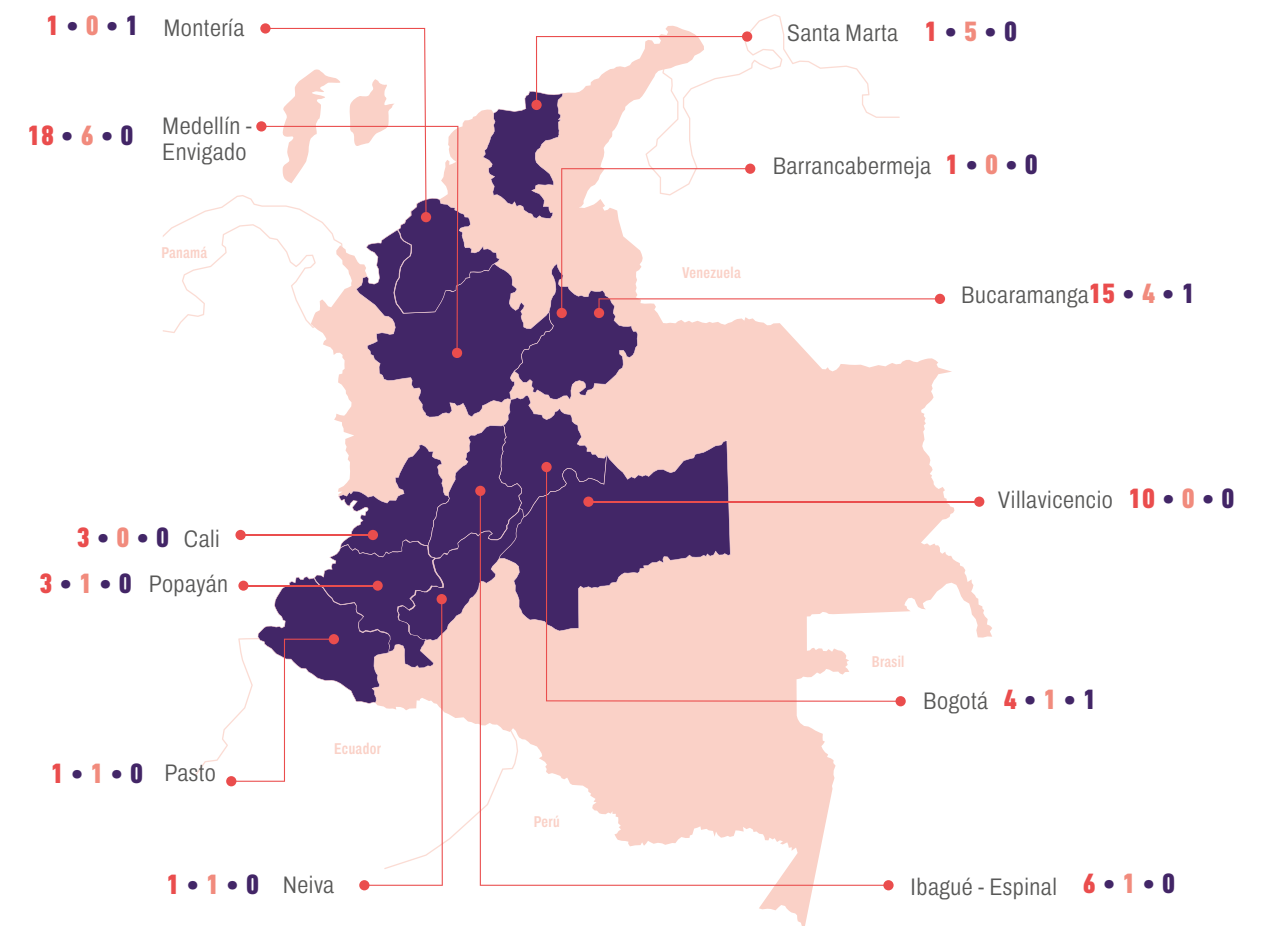 1 • 0 • 1 Montería
Santa Marta 1 • 5 • 0
18 • 6 • 0 Medellín -
Envigado
Barrancabermeja 1 • 0 • 0
Panamá
Venezuela
Bucaramanga 15 • 4 • 1
Villavicencio 10 • 0 • 0
3 • 0 • 0 Cali
3 • 1 • 0 Popayán
Brasil
Bogotá 4 • 1 • 1
Ecuador
1 • 1 • 0 Pasto
Perú
1 • 1 • 0 Neiva
Ibagué - Espinal 6 • 1 • 0